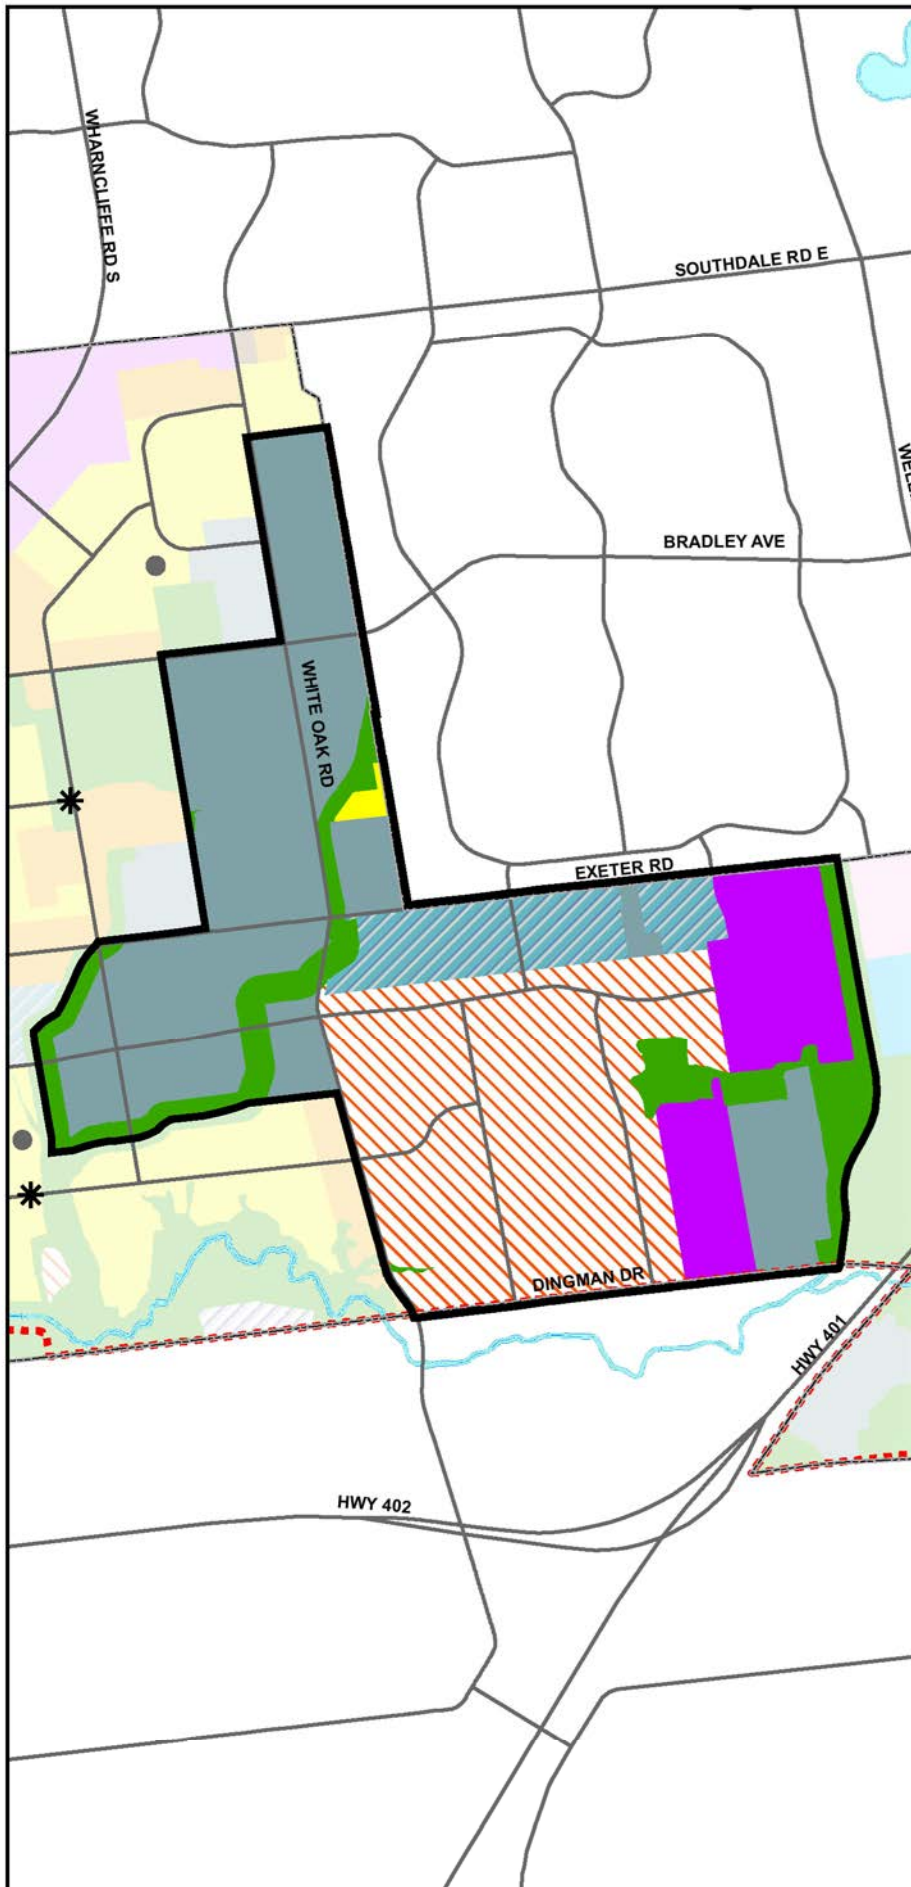 WHARNCLIFFE RD S
SOUTHDALE RD E
BRADLEY AVE
WHITE OAK RD
EXETER RD
DINGMAN DR
HWY 401
HWY 402